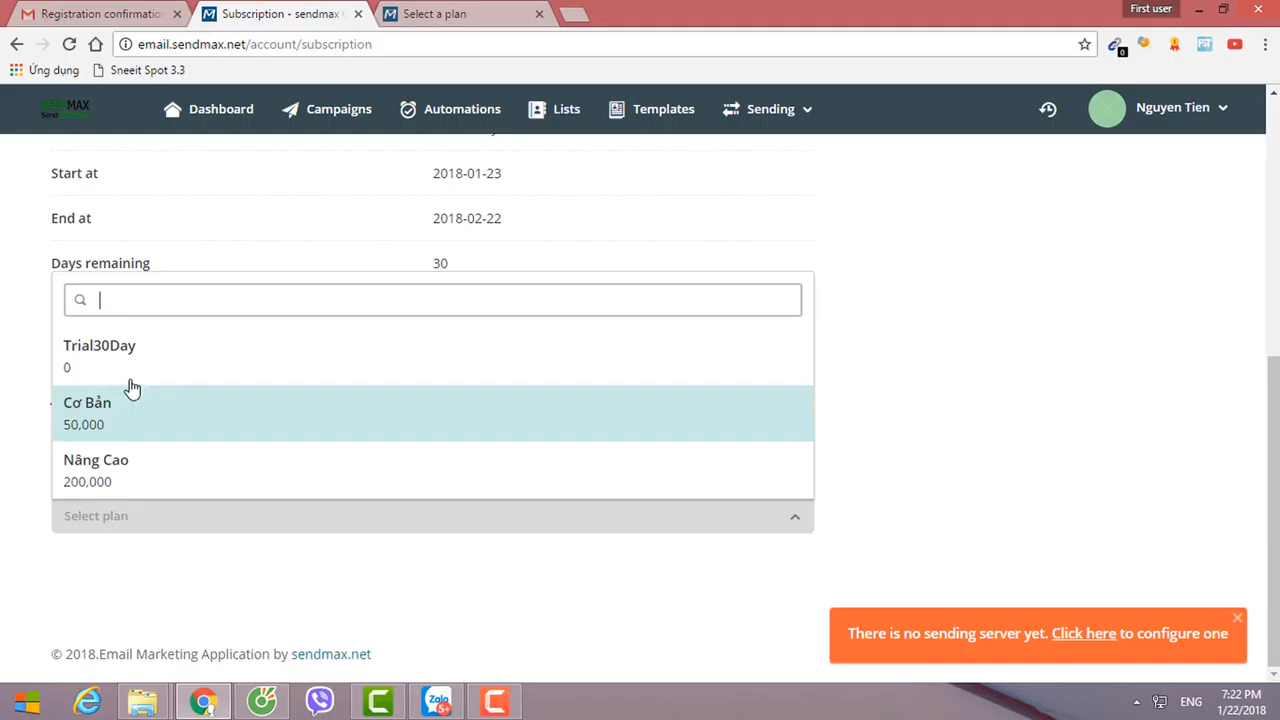 Registration confirmation
Subscription - sendmax
Select a plan
First user
email.sendmax.net/account/subscription
0
Ứng dụng
Sneeit Spot 3.3
Dashboard
Campaigns
Automations
Lists
Templates
Sending
Nguyen Tien
Start at
2018-01-23
End at
2018-02-22
Days remaining
30
Trial30Day
0
Cơ Bản
50,000
Nâng Cao
200,000
Select plan
There is no sending server yet. Click here to configure one
© 2018.Email Marketing Application by sendmax.net
Zalo
5+
ENG
7:22 PM
1/22/2018